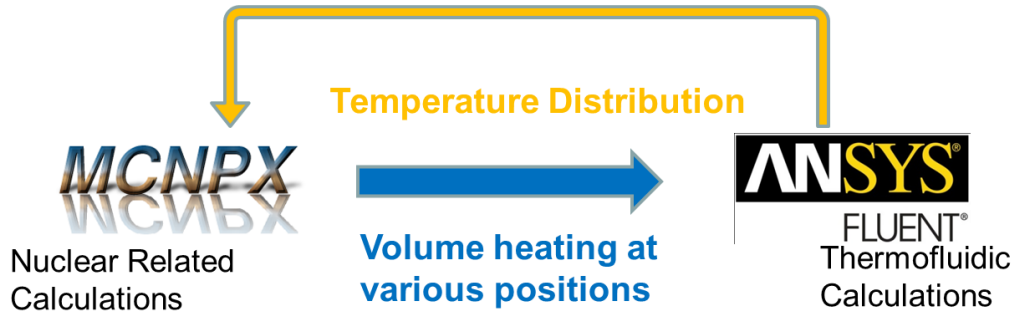 Temperature Distribution
MCNPX
ANSYS®
FLUENT®
Nuclear Related
Calculations
Volume heating at
various positions
Thermofluidic
Calculations